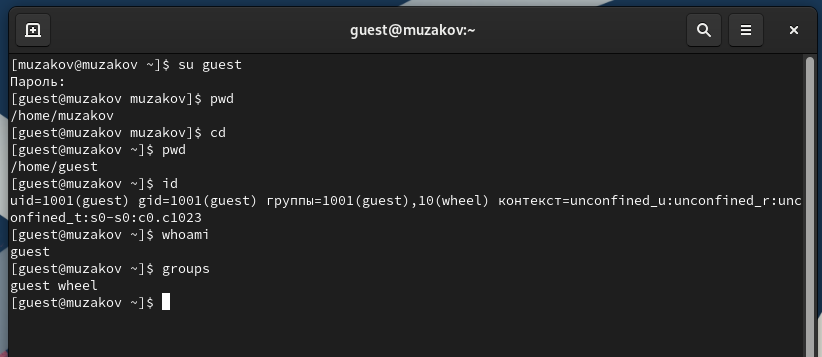 guest@muzakov:~
[muzakov@muzakov ~]$ su guest
Пароль:
[guest@muzakov muzakov]$ pwd
/home/muzakov
[guest@muzakov muzakov]$ cd
[guest@muzakov ~]$ pwd
/home/guest
[guest@muzakov ~]$ id
uid=1001(guest) gid=1001(guest) группы=1001(guest),10(wheel) контекст=unconfined_u:unconfined_r:unc
onfined_t:s0-s0:c0.c1023
[guest@muzakov ~]$ whoami
guest
[guest@muzakov ~]$ groups
guest wheel
[guest@muzakov ~]$